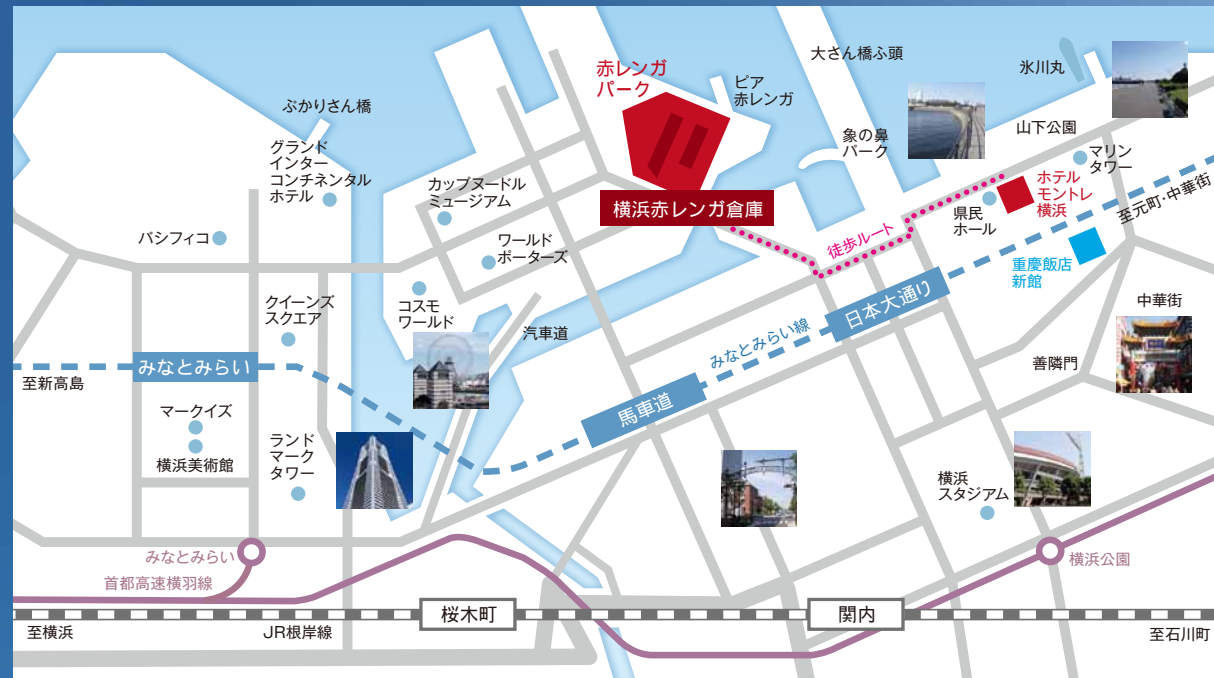 大さん橋ふ頭
赤レンガ
パーク
氷川丸
ピア
赤レンガ
ぷかりさん橋
山下公園
象の鼻
パーク
グランド
インター
コンチネンタル
ホテル
マリン
タワー
カップヌードル
ミュージアム
ホテル
モントレ
横浜
至元町・中華街
横浜赤レンガ倉庫
県民
ホール
パシフィコ
ワールド
ポーターズ
徒歩ルート
重慶飯店
新館
クイーンズ
スクエア
コスモ
ワールド
汽車道
日本大通り
中華街
みなとみらい線
みなとみらい
善隣門
至新高島
馬車道
マークイズ
横浜美術館
ランド
マーク
タワー
横浜
スタジアム
みなとみらい
横浜公園
首都高速横羽線
桜木町
関内
至横浜
JR根岸線
至石川町